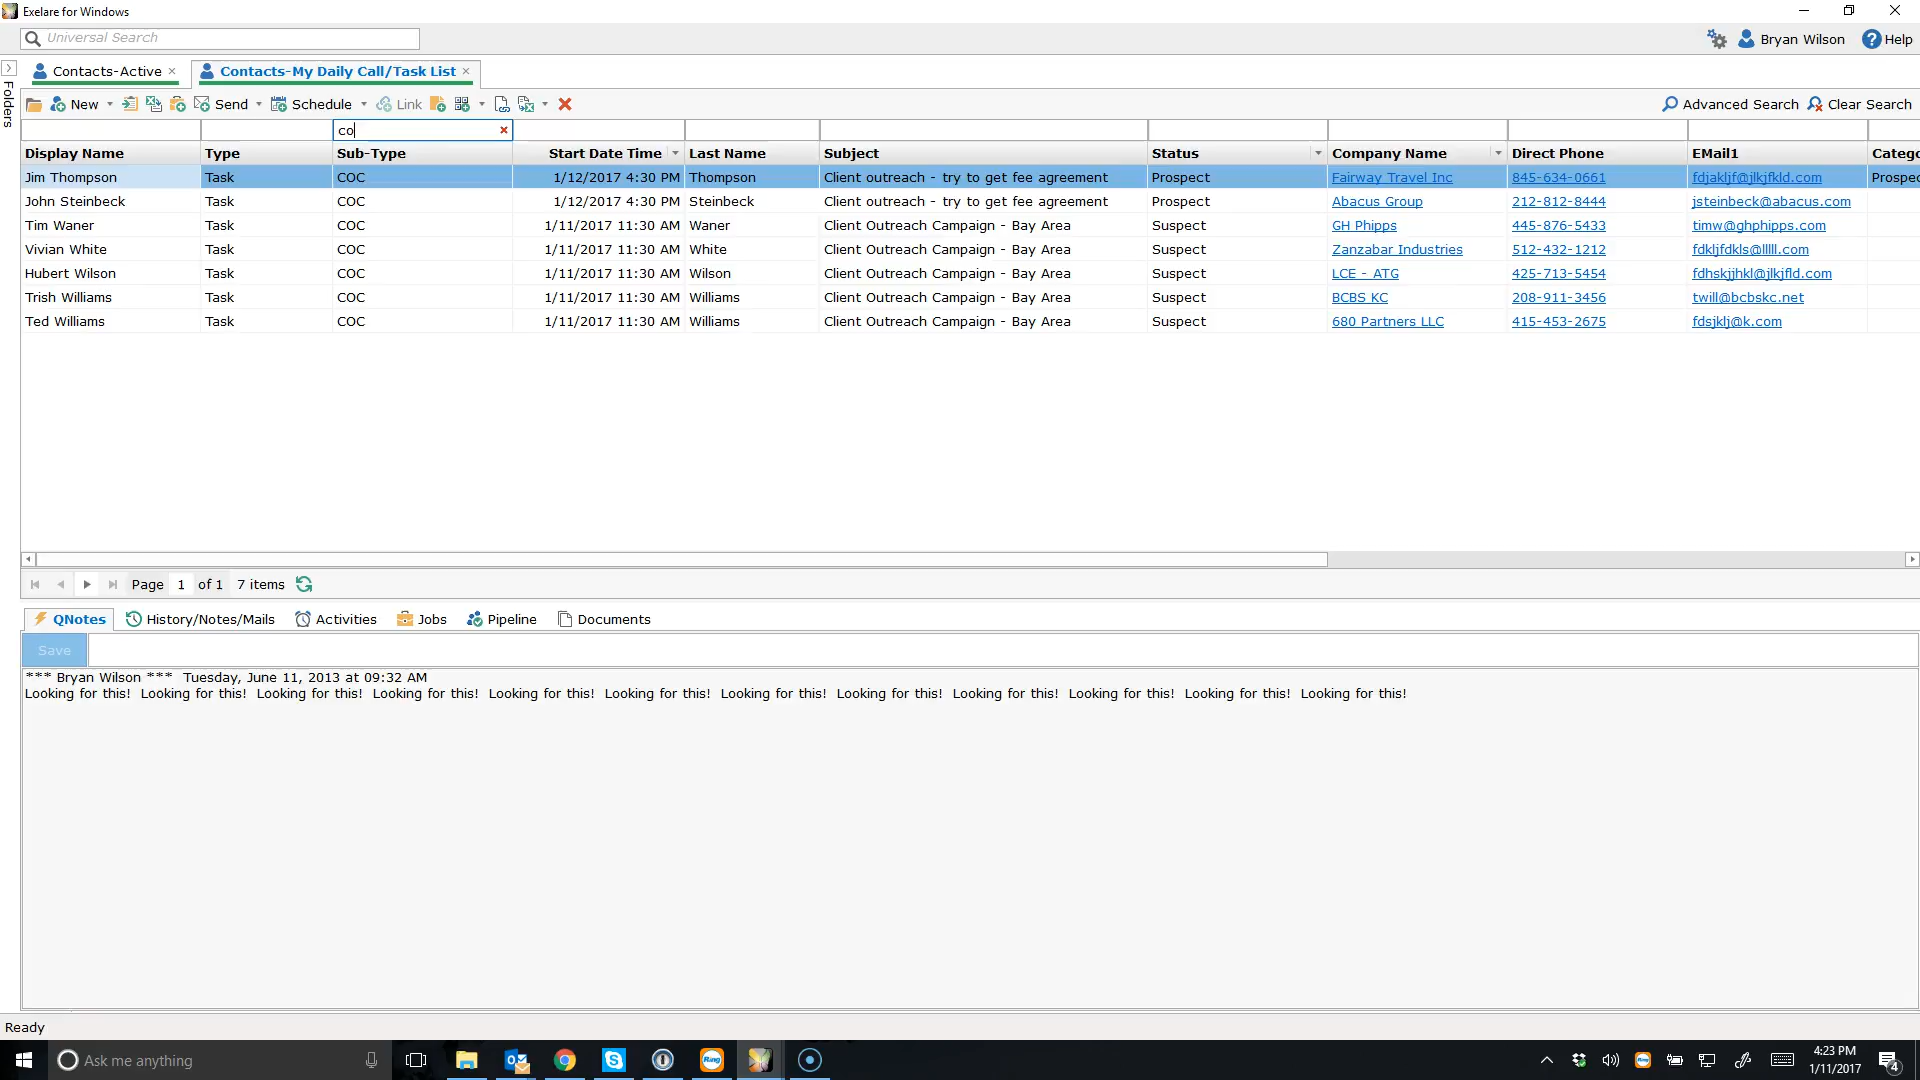 Exelare for Windows
Universal Search
Bryan Wilson
Help
Folders
Contacts-Active
Contacts-My Daily Call/Task List
New Send Schedule Link Advanced Search Clear Search
co
Display Name Type Sub-Type Start Date Time Last Name Subject Status Company Name Direct Phone EMail1 Catego
Jim Thompson Task COC 1/12/2017 4:30 PM Thompson Client outreach - try to get fee agreement Prospect Fairway Travel Inc 845-634-0661 fdjakljf@jlkjfkld.com Prospec
John Steinbeck Task COC 1/12/2017 4:30 PM Steinbeck Client outreach - try to get fee agreement Prospect Abacus Group 212-812-8444 jsteinbeck@abacus.com
Tim Waner Task COC 1/11/2017 11:30 AM Waner Client Outreach Campaign - Bay Area Suspect GH Phipps 445-876-5433 timw@ghphipps.com
Vivian White Task COC 1/11/2017 11:30 AM White Client Outreach Campaign - Bay Area Suspect Zanzabar Industries 512-432-1212 fdkljfdkls@lllll.com
Hubert Wilson Task COC 1/11/2017 11:30 AM Wilson Client Outreach Campaign - Bay Area Suspect LCE - ATG 425-713-5454 fdhskjjhkl@jlkjfld.com
Trish Williams Task COC 1/11/2017 11:30 AM Williams Client Outreach Campaign - Bay Area Suspect BCBS KC 208-911-3456 twill@bcbskc.net
Ted Williams Task COC 1/11/2017 11:30 AM Williams Client Outreach Campaign - Bay Area Suspect 680 Partners LLC 415-453-2675 fdsjklj@k.com
Page 1 of 1 7 items
QNotes History/Notes/Mails Activities Jobs Pipeline Documents
Save
*** Bryan Wilson *** Tuesday, June 11, 2013 at 09:32 AM
Looking for this! Looking for this! Looking for this! Looking for this! Looking for this! Looking for this! Looking for this! Looking for this! Looking for this! Looking for this! Looking for this! Looking for this!
Ready
Ask me anything
Ring
Ring
4:23 PM
1/11/2017
4